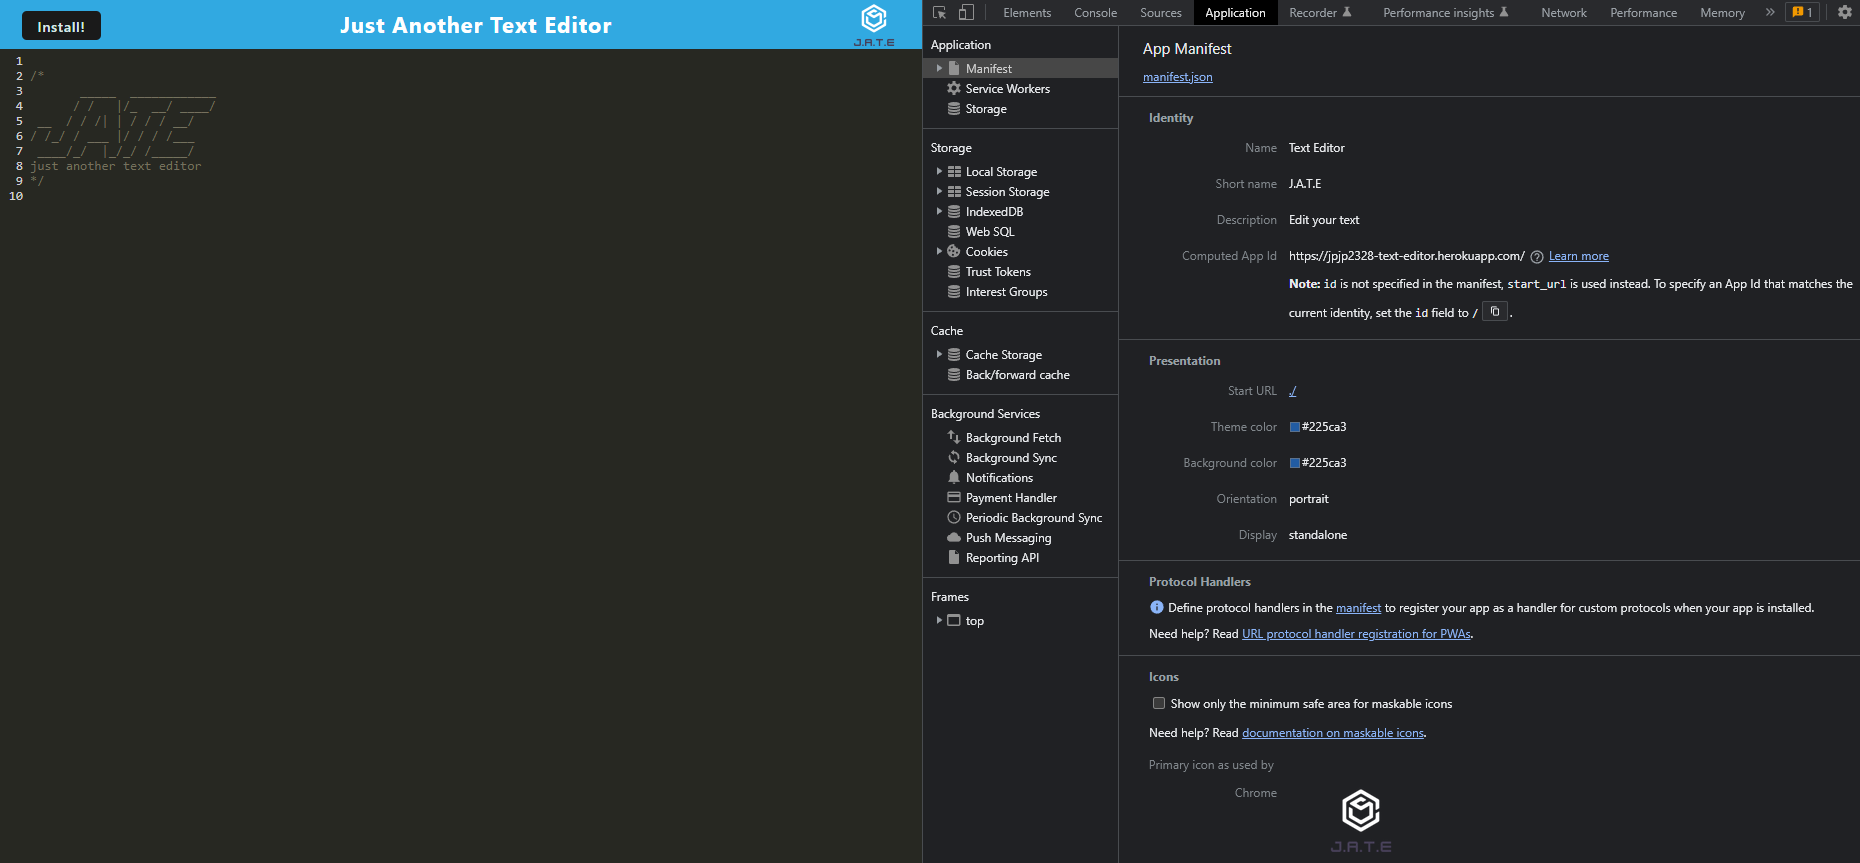 Install!
Just Another Text Editor
J.A.T.E
1
2 /*
3         _____  ____________
4       / /   |/_  __/ ____/
5  __  / / /| | / / / __/
6 / /_/ / ___ |/ / / /___
7  ____/_/  |_/_/ /_____/
8 just another text editor
9 */
10
Elements Console Sources Application Recorder Performance insights Network Performance Memory » 1
Application
Manifest
Service Workers
Storage
Storage
Local Storage
Session Storage
IndexedDB
Web SQL
Cookies
Trust Tokens
Interest Groups
Cache
Cache Storage
Back/forward cache
Background Services
Background Fetch
Background Sync
Notifications
Payment Handler
Periodic Background Sync
Push Messaging
Reporting API
Frames
top
App Manifest
manifest.json
Identity
Name Text Editor
Short name J.A.T.E
Description Edit your text
Computed App Id https://jpjp2328-text-editor.herokuapp.com/ ? Learn more
Note: id is not specified in the manifest, start_url is used instead. To specify an App Id that matches the
current identity, set the id field to / .
Presentation
Start URL ./
Theme color #225ca3
Background color #225ca3
Orientation portrait
Display standalone
Protocol Handlers
Define protocol handlers in the manifest to register your app as a handler for custom protocols when your app is installed.
Need help? Read URL protocol handler registration for PWAs.
Icons
Show only the minimum safe area for maskable icons
Need help? Read documentation on maskable icons.
Primary icon as used by
Chrome
J.A.T.E